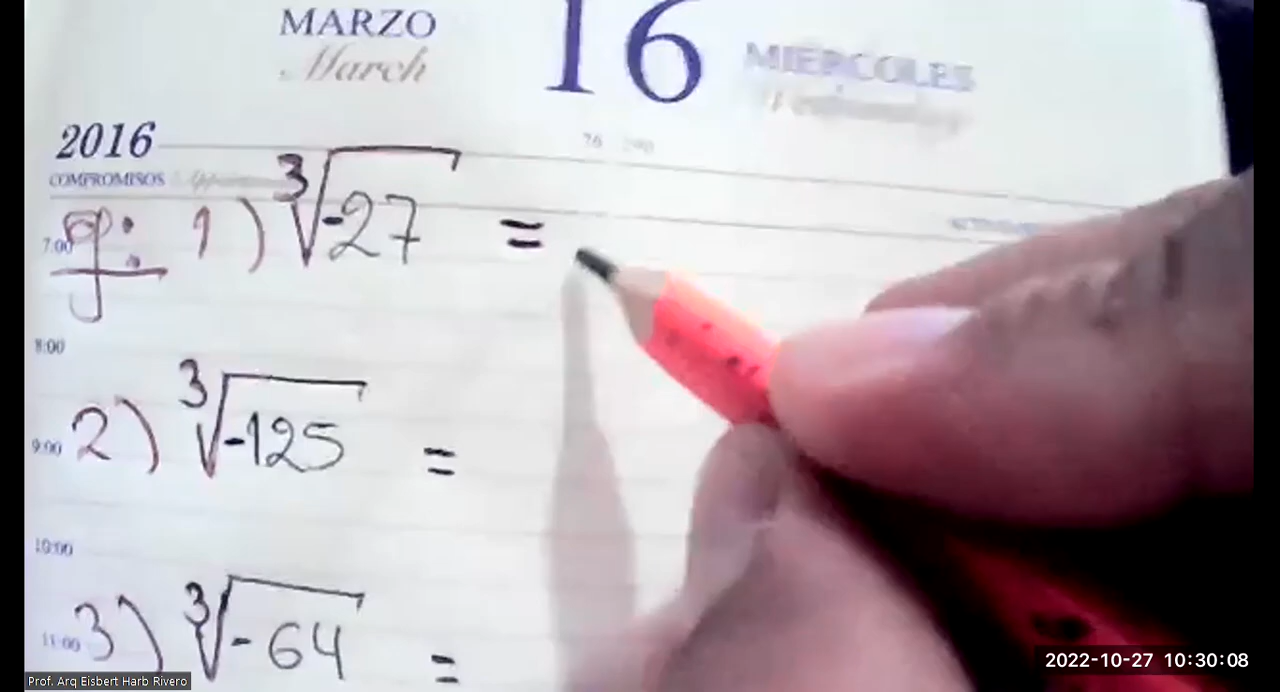 MARZO 16 MIERCOLES
March Wednesday
2016
COMPROMISOS
7:00 Ej: 1) ∛-27 =
8:00
9:00 2) ∛-125 =
10:00
11:00 3) ∛-64 =
2022-10-27 10:30:08
Prof. Arq Eisbert Harb Rivero